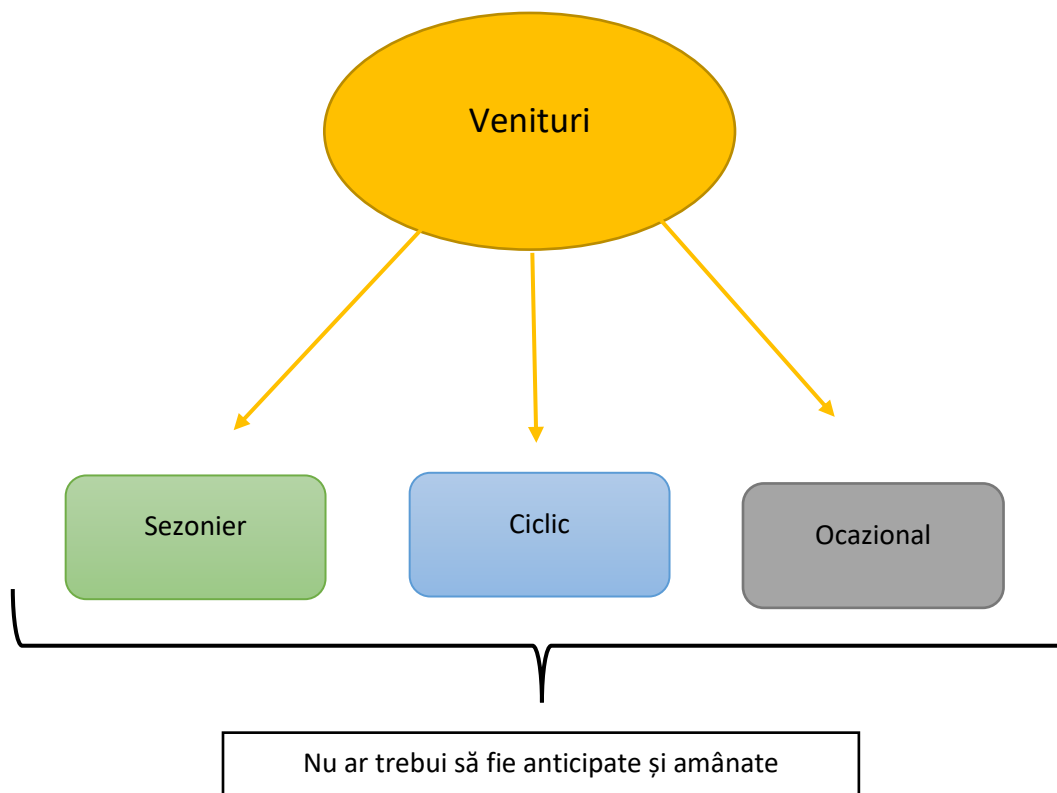 Venituri
Sezonier
Ciclic
Ocazional
Nu ar trebui să fie anticipate și amânate